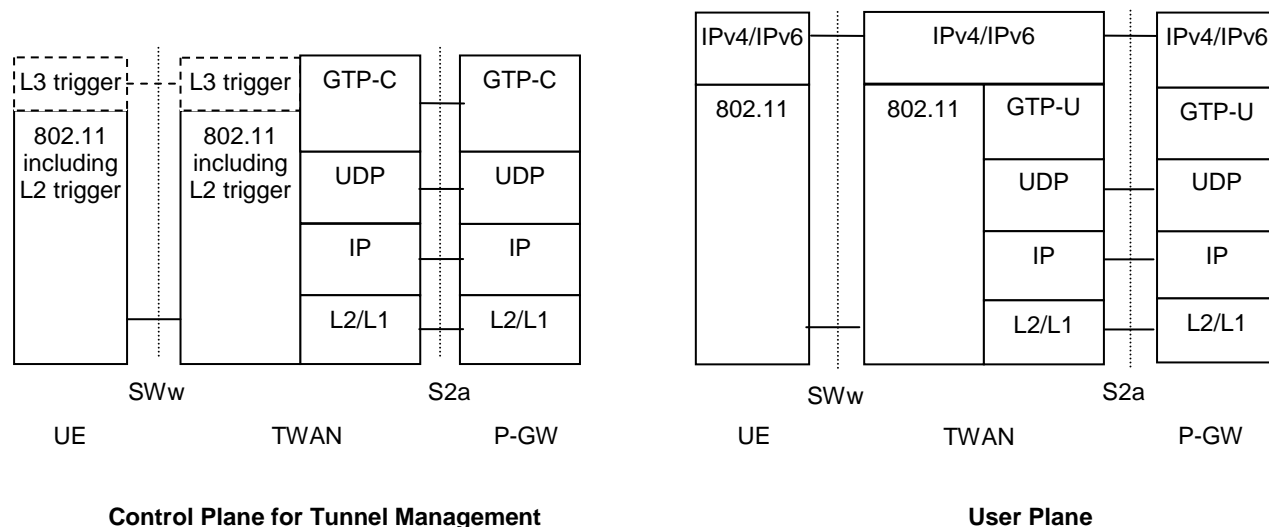 L3 trigger
802.11
including
L2 trigger
L3 trigger
802.11
including
L2 trigger
GTP-C
UDP
IP
L2/L1
GTP-C
UDP
IP
L2/L1
SWw
S2a
UE
TWAN
P-GW
Control Plane for Tunnel Management
IPv4/IPv6
802.11
IPv4/IPv6
802.11
GTP-U
UDP
IP
L2/L1
IPv4/IPv6
GTP-U
UDP
IP
L2/L1
SWw
S2a
UE
TWAN
P-GW
User Plane